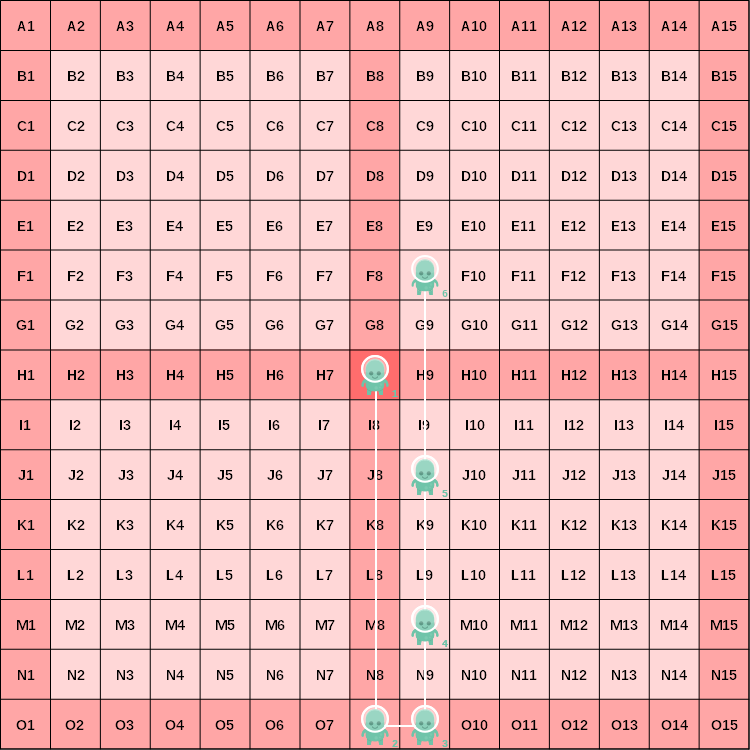 A1 A2 A3 A4 A5 A6 A7 A8 A9 A10 A11 A12 A13 A14 A15
B1 B2 B3 B4 B5 B6 B7 B8 B9 B10 B11 B12 B13 B14 B15
C1 C2 C3 C4 C5 C6 C7 C8 C9 C10 C11 C12 C13 C14 C15
D1 D2 D3 D4 D5 D6 D7 D8 D9 D10 D11 D12 D13 D14 D15
E1 E2 E3 E4 E5 E6 E7 E8 E9 E10 E11 E12 E13 E14 E15
F1 F2 F3 F4 F5 F6 F7 F8 6 F10 F11 F12 F13 F14 F15
G1 G2 G3 G4 G5 G6 G7 G8 G9 G10 G11 G12 G13 G14 G15
H1 H2 H3 H4 H5 H6 H7 1 H9 H10 H11 H12 H13 H14 H15
I1 I2 I3 I4 I5 I6 I7 I8 I9 I10 I11 I12 I13 I14 I15
J1 J2 J3 J4 J5 J6 J7 J8 5 J10 J11 J12 J13 J14 J15
K1 K2 K3 K4 K5 K6 K7 K8 K9 K10 K11 K12 K13 K14 K15
L1 L2 L3 L4 L5 L6 L7 L8 L9 L10 L11 L12 L13 L14 L15
M1 M2 M3 M4 M5 M6 M7 M8 4 M10 M11 M12 M13 M14 M15
N1 N2 N3 N4 N5 N6 N7 N8 N9 N10 N11 N12 N13 N14 N15
O1 O2 O3 O4 O5 O6 O7 2 3 O10 O11 O12 O13 O14 O15